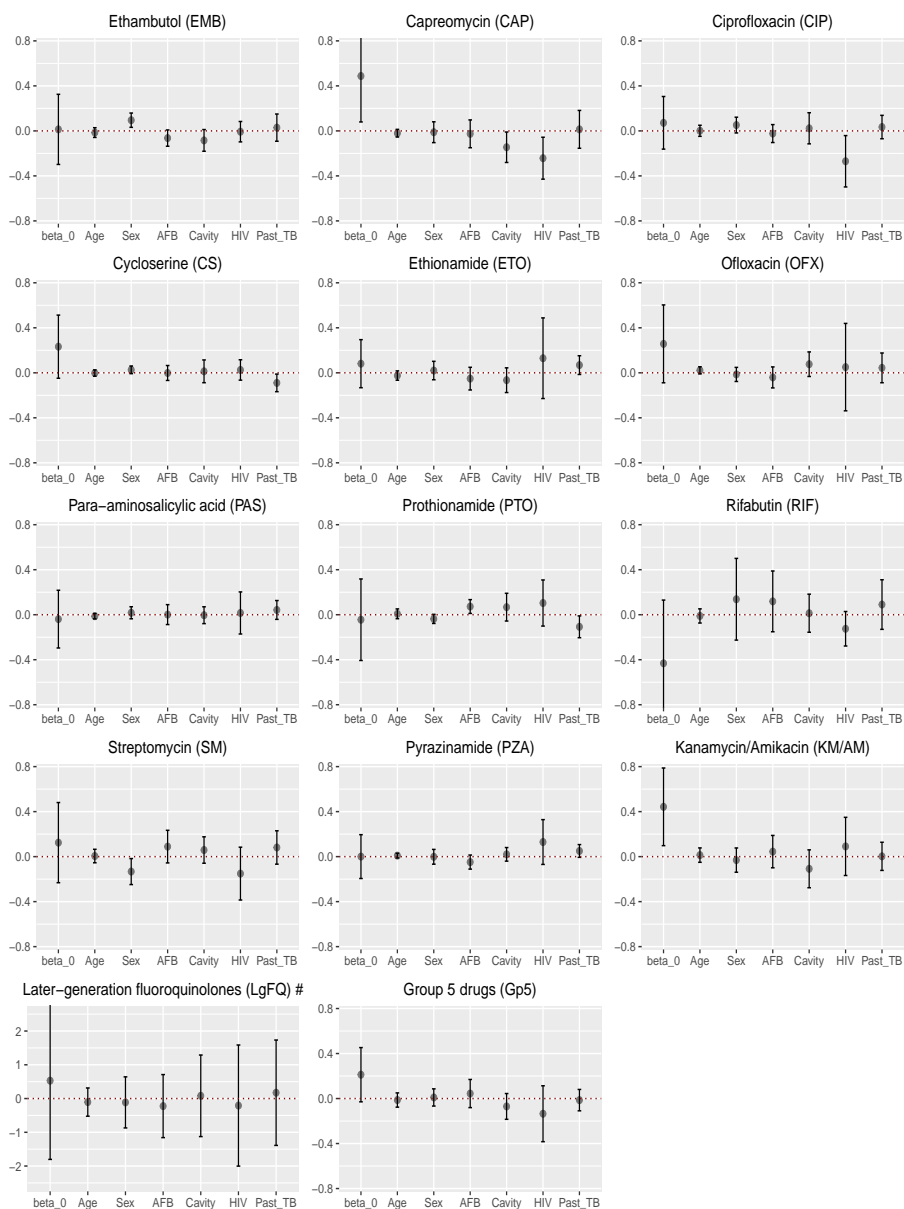 Ethambutol (EMB)
Capreomycin (CAP)
Ciprofloxacin (CIP)
0.8
0.4
0.0
−0.4
−0.8
beta_0 Age Sex AFB Cavity HIV Past_TB
0.8
0.4
0.0
−0.4
−0.8
beta_0 Age Sex AFB Cavity HIV Past_TB
0.8
0.4
0.0
−0.4
−0.8
beta_0 Age Sex AFB Cavity HIV Past_TB
Cycloserine (CS)
Ethionamide (ETO)
Ofloxacin (OFX)
0.8
0.4
0.0
−0.4
−0.8
beta_0 Age Sex AFB Cavity HIV Past_TB
0.8
0.4
0.0
−0.4
−0.8
beta_0 Age Sex AFB Cavity HIV Past_TB
0.8
0.4
0.0
−0.4
−0.8
beta_0 Age Sex AFB Cavity HIV Past_TB
Para−aminosalicylic acid (PAS)
Prothionamide (PTO)
Rifabutin (RIF)
0.8
0.4
0.0
−0.4
−0.8
beta_0 Age Sex AFB Cavity HIV Past_TB
0.8
0.4
0.0
−0.4
−0.8
beta_0 Age Sex AFB Cavity HIV Past_TB
0.8
0.4
0.0
−0.4
−0.8
beta_0 Age Sex AFB Cavity HIV Past_TB
Streptomycin (SM)
Pyrazinamide (PZA)
Kanamycin/Amikacin (KM/AM)
0.8
0.4
0.0
−0.4
−0.8
beta_0 Age Sex AFB Cavity HIV Past_TB
0.8
0.4
0.0
−0.4
−0.8
beta_0 Age Sex AFB Cavity HIV Past_TB
0.8
0.4
0.0
−0.4
−0.8
beta_0 Age Sex AFB Cavity HIV Past_TB
Later−generation fluoroquinolones (LgFQ) #
Group 5 drugs (Gp5)
2
1
0
−1
−2
beta_0 Age Sex AFB Cavity HIV Past_TB
0.8
0.4
0.0
−0.4
−0.8
beta_0 Age Sex AFB Cavity HIV Past_TB